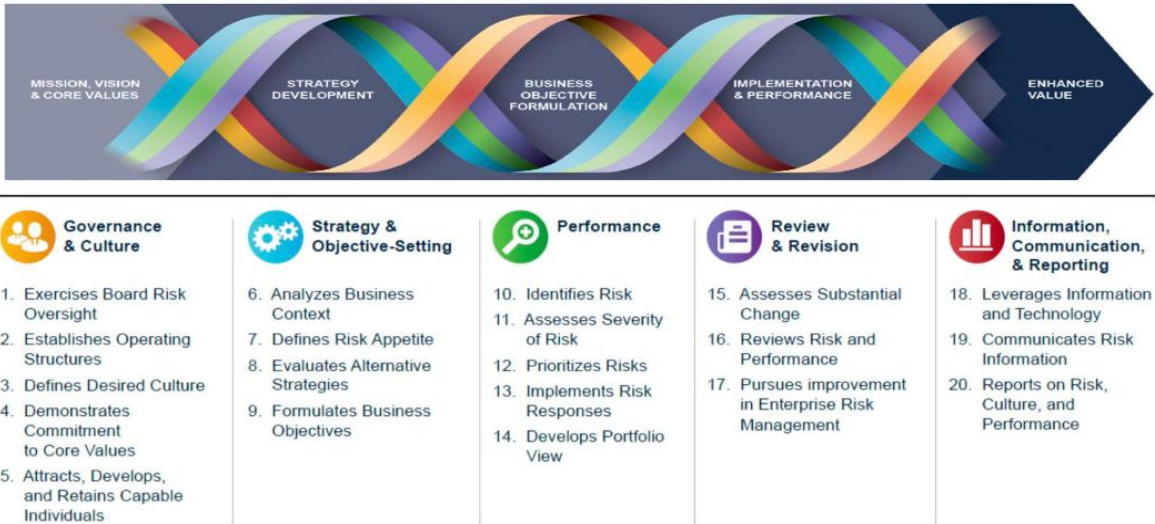 MISSION, VISION
& CORE VALUES
STRATEGY
DEVELOPMENT
BUSINESS
OBJECTIVE
FORMULATION
IMPLEMENTATION
& PERFORMANCE
ENHANCED
VALUE
Governance
& Culture
1. Exercises Board Risk
Oversight
2. Establishes Operating
Structures
3. Defines Desired Culture
4. Demonstrates
Commitment
to Core Values
5. Attracts, Develops,
and Retains Capable
Individuals
Strategy &
Objective-Setting
6. Analyzes Business
Context
7. Defines Risk Appetite
8. Evaluates Alternative
Strategies
9. Formulates Business
Objectives
Performance
10. Identifies Risk
11. Assesses Severity
of Risk
12. Prioritizes Risks
13. Implements Risk
Responses
14. Develops Portfolio
View
Review
& Revision
15. Assesses Substantial
Change
16. Reviews Risk and
Performance
17. Pursues improvement
in Enterprise Risk
Management
Information,
Communication,
& Reporting
18. Leverages Information
and Technology
19. Communicates Risk
Information
20. Reports on Risk,
Culture, and
Performance